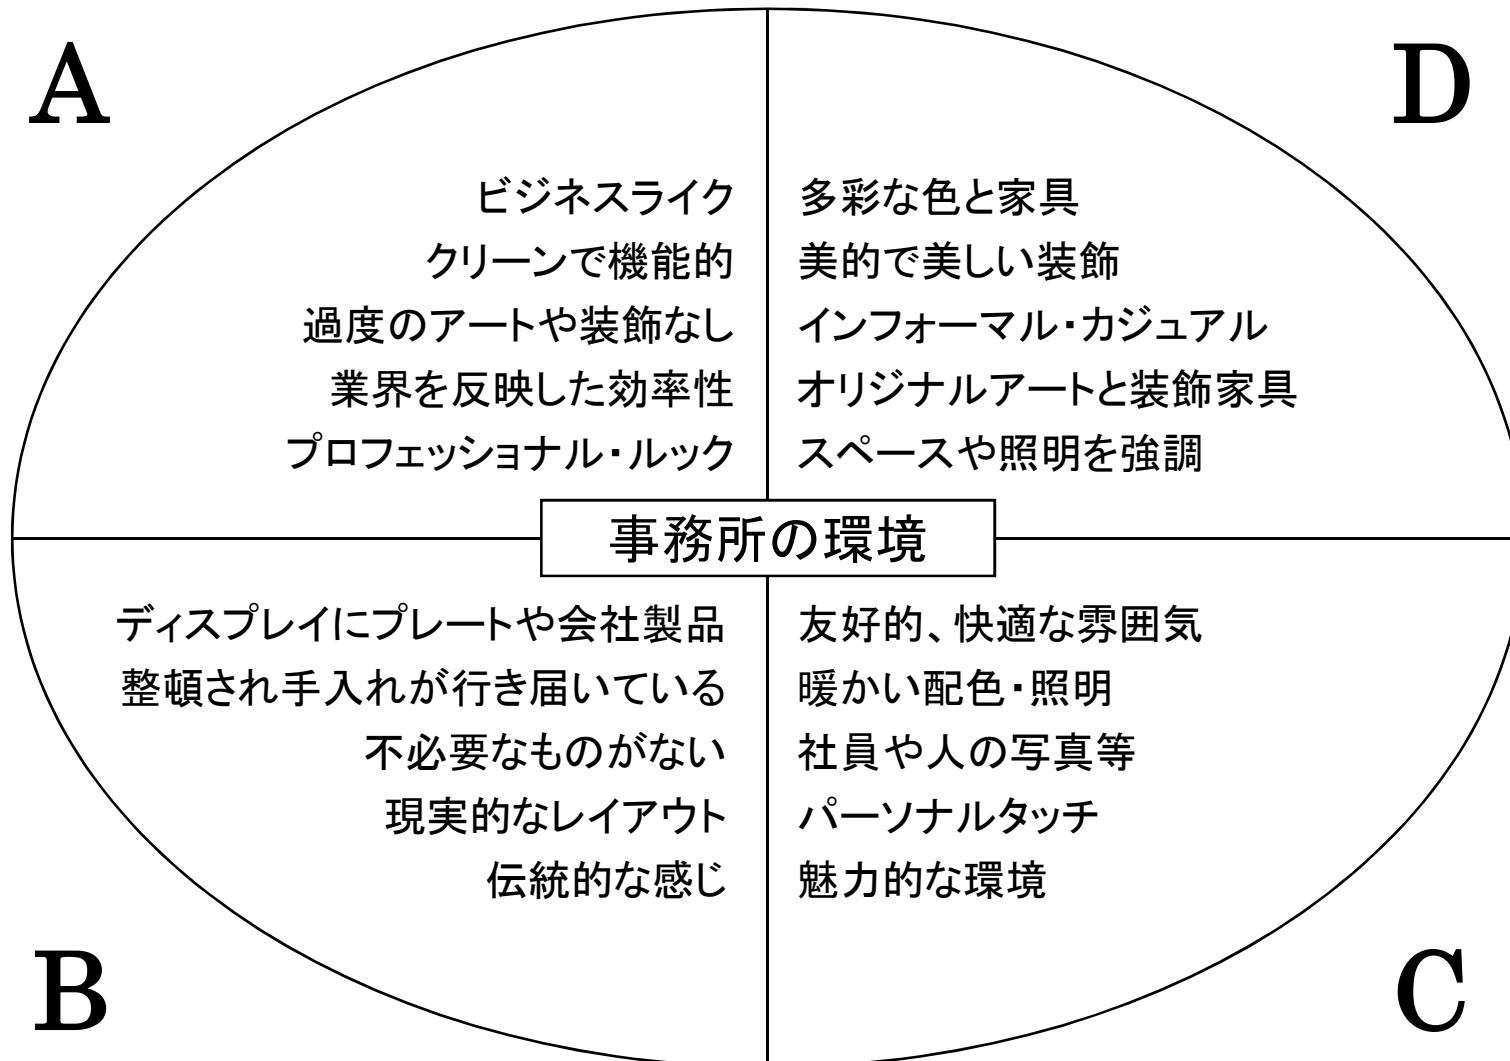 A
ビジネスライク
クリーンで機能的
過度のアートや装飾なし
業界を反映した効率性
プロフェッショナル・ルック
D
多彩な色と家具
美的で美しい装飾
インフォーマル・カジュアル
オリジナルアートと装飾家具
スペースや照明を強調
事務所の環境
ディスプレイにプレートや会社製品
整頓され手入れが行き届いている
不必要なものがない
現実的なレイアウト
伝統的な感じ
B
友好的、快適な雰囲気
暖かい配色・照明
社員や人の写真等
パーソナルタッチ
魅力的な環境
C